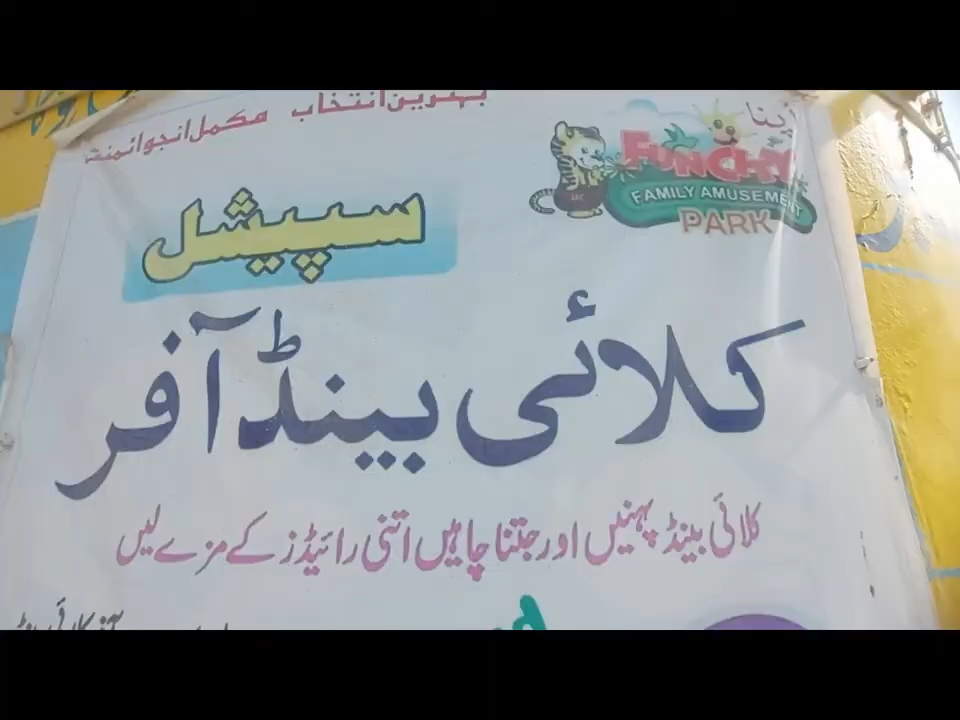 بہترین انتخاب مکمل انجوائمنٹ
اپنا
FUNCHY
FAMILY AMUSEMENT
PARK
سپیشل
کلائی بینڈ آفر
کلائی بینڈ پہنیں اور جتنا چاہیں اتنی رائیڈز کے مزے لیں